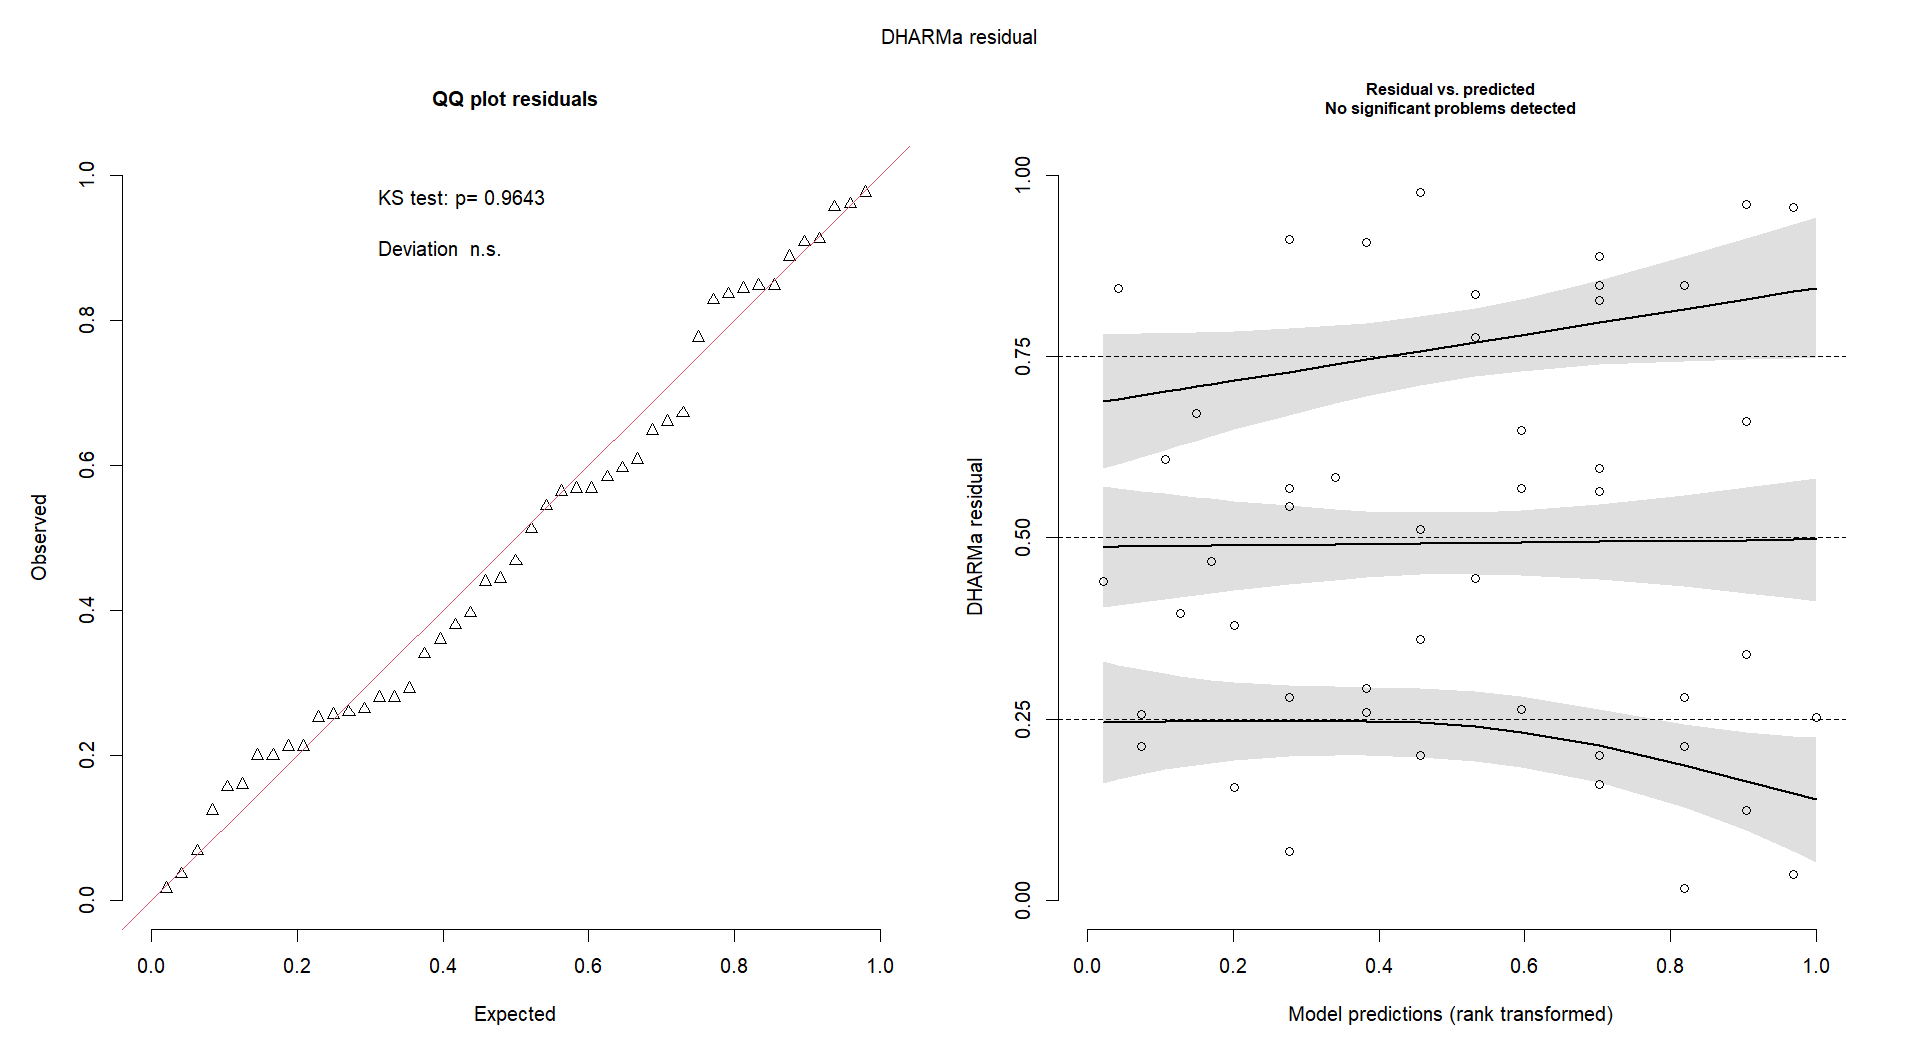 DHARMa residual
QQ plot residuals
KS test: p= 0.9643
Deviation  n.s.
Observed
0.0
0.2
0.4
0.6
0.8
1.0
0.0 0.2 0.4 0.6 0.8 1.0
Expected
Residual vs. predicted
No significant problems detected
DHARMa residual
0.00
0.25
0.50
0.75
1.00
0.0 0.2 0.4 0.6 0.8 1.0
Model predictions (rank transformed)